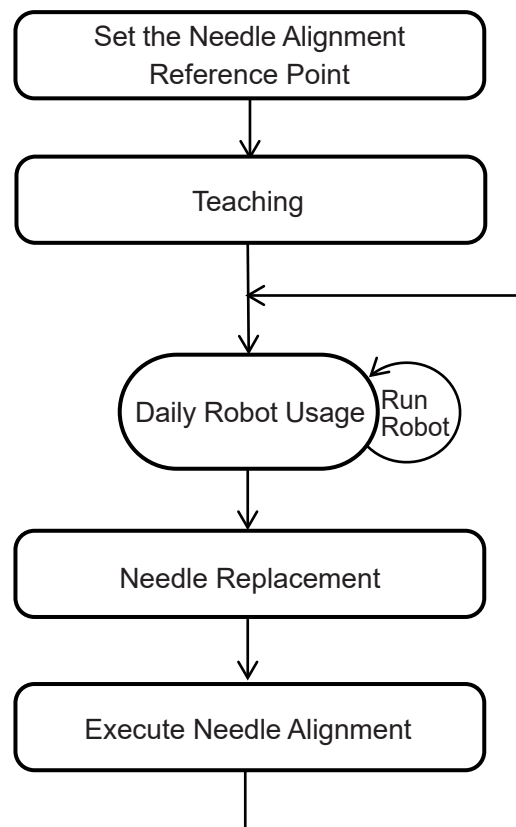 Set the Needle Alignment
Reference Point
Teaching
Daily Robot Usage
Run
Robot
Needle Replacement
Execute Needle Alignment